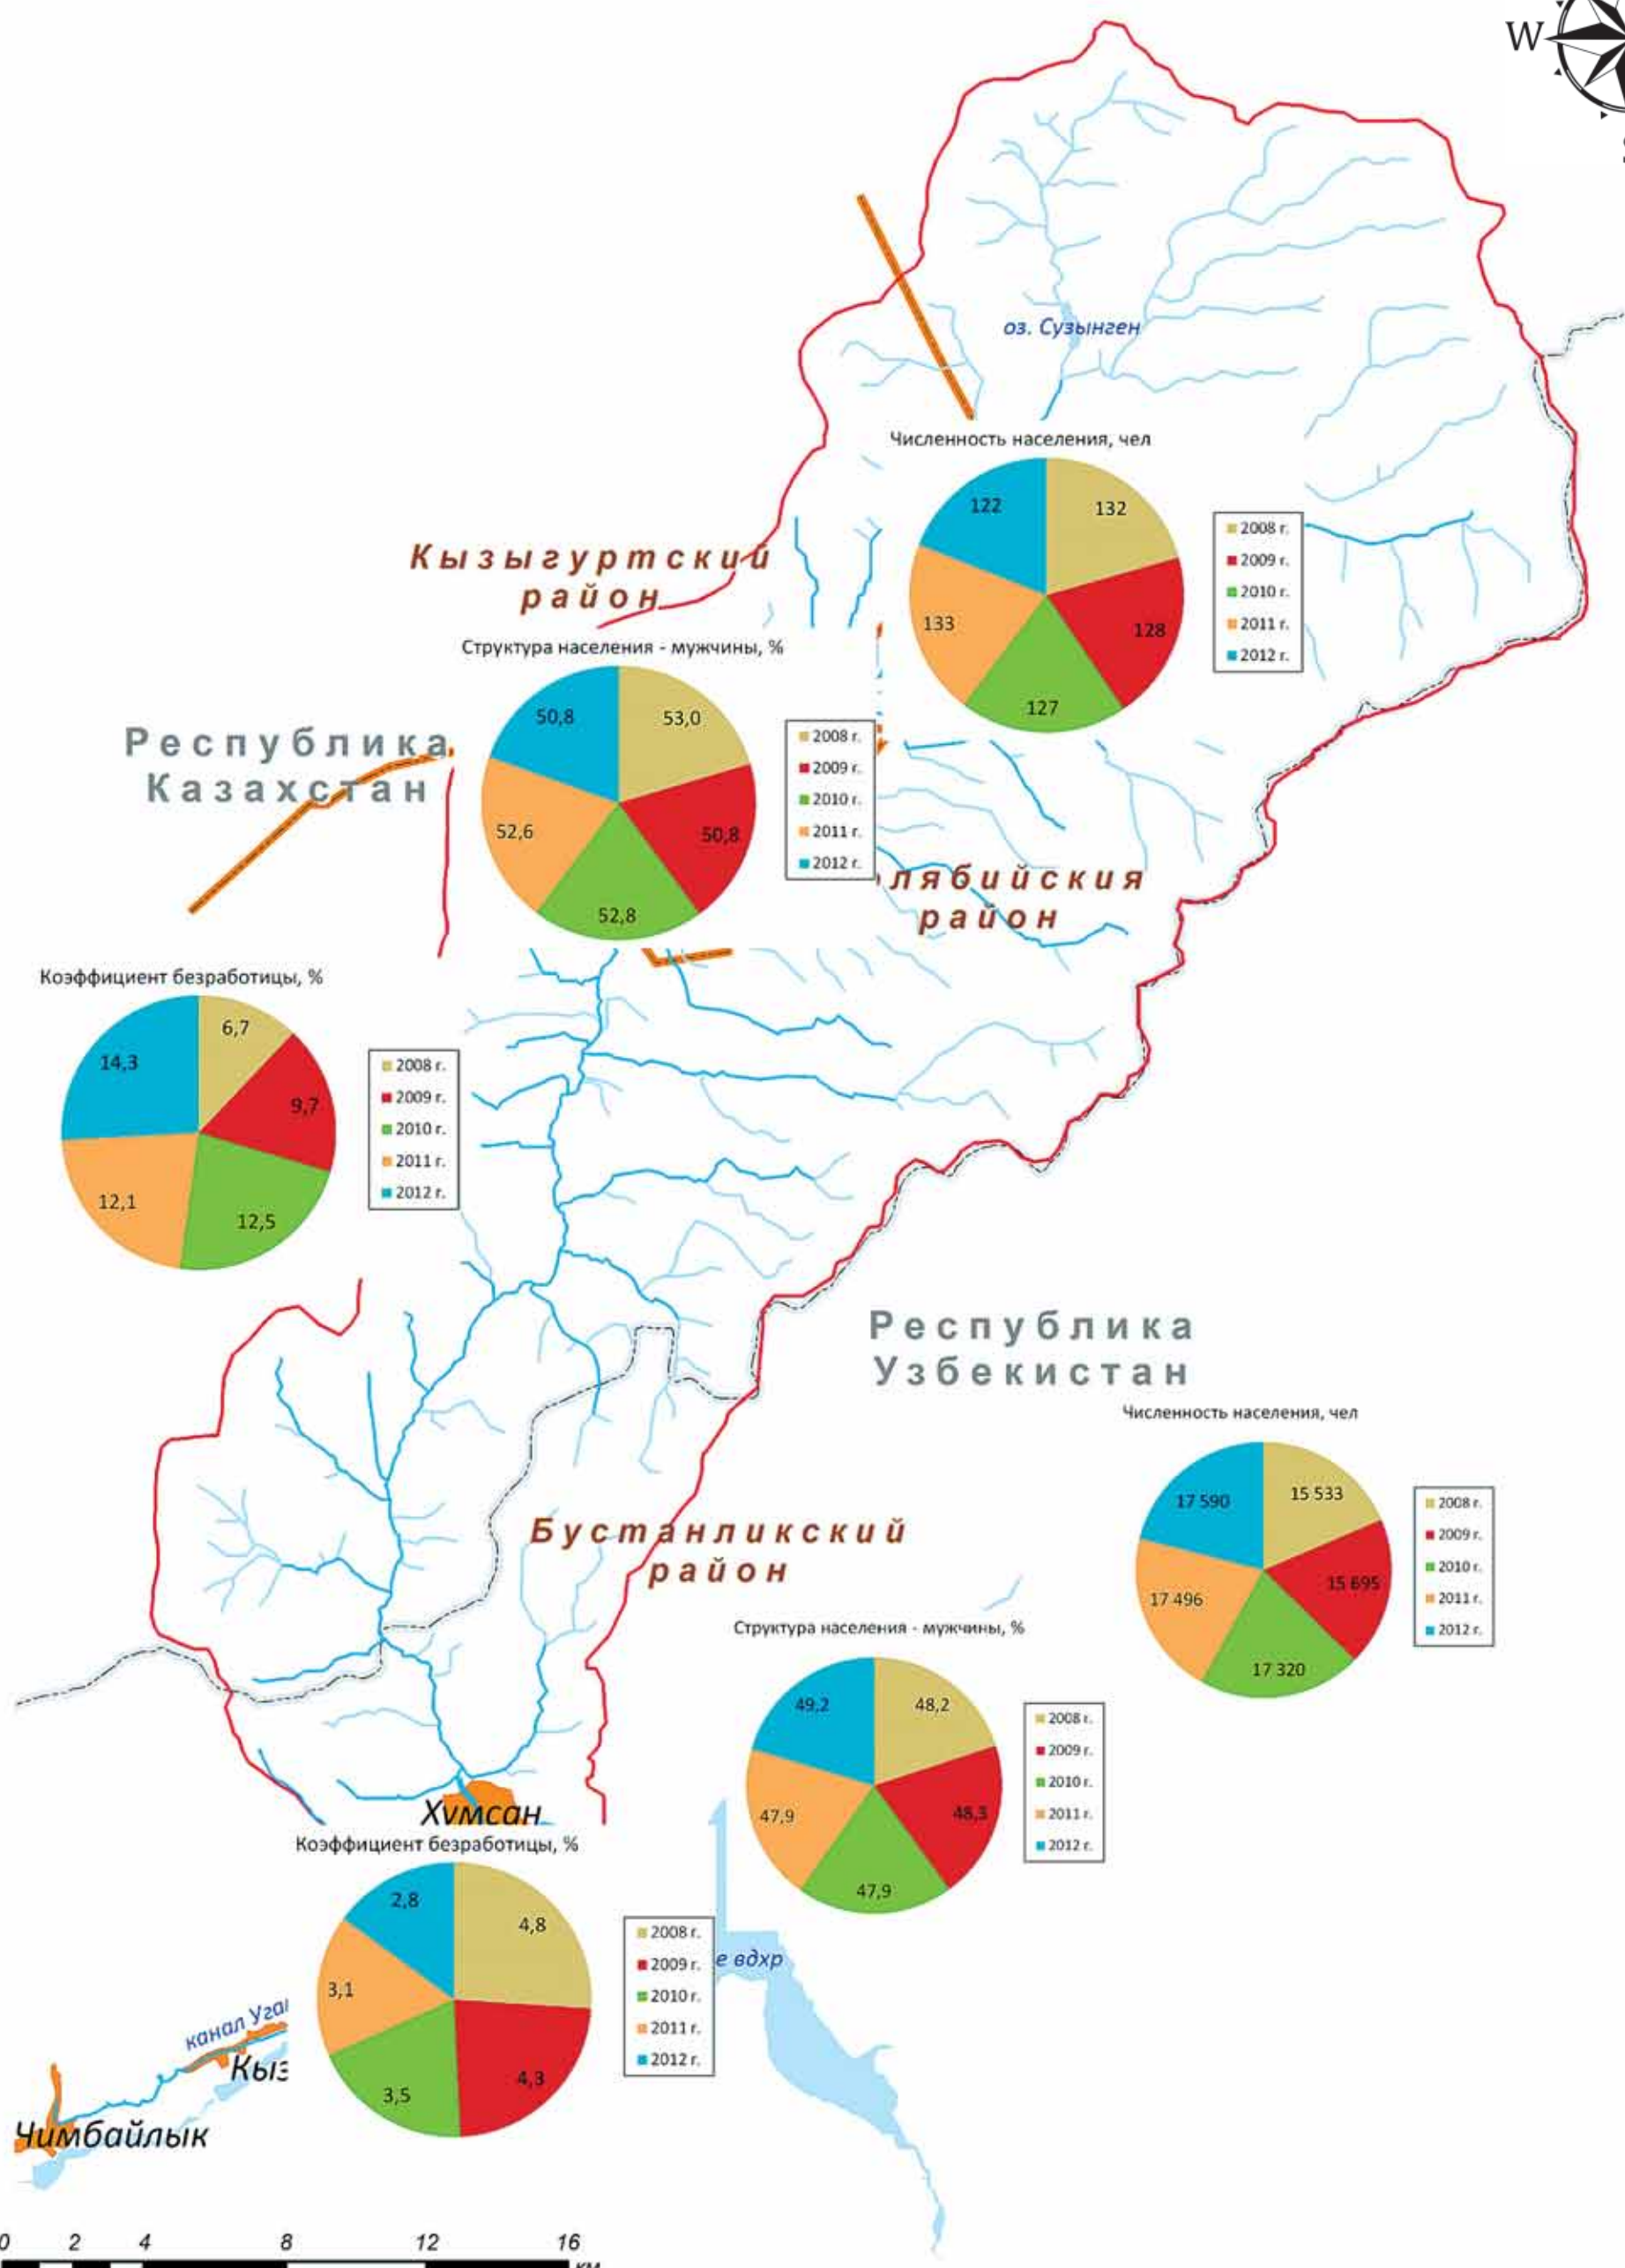 W
оз. Сузынген
Численность населения, чел
122
132
133
128
127
2008 г.
2009 г.
2010 г.
2011 г.
2012 г.
Кызыгуртский
район
Структура населения - мужчины, %
50,8
53,0
52,6
50,8
52,8
2008 г.
2009 г.
2010 г.
2011 г.
2012 г.
Республика
Казахстан
лябийския
район
Коэффициент безработицы, %
6,7
14,3
9,7
12,1
12,5
2008 г.
2009 г.
2010 г.
2011 г.
2012 г.
Республика
Узбекистан
Численность населения, чел
17 590
15 533
17 496
15 695
17 320
2008 г.
2009 г.
2010 г.
2011 г.
2012 г.
Бустанликский
район
Структура населения - мужчины, %
49,2
48,2
47,9
48,3
47,9
2008 г.
2009 г.
2010 г.
2011 г.
2012 г.
Хумсан
Коэффициент безработицы, %
2,8
4,8
3,1
4,3
3,5
2008 г.
2009 г.
2010 г.
2011 г.
2012 г.
е вдхр
канал Уга
Кыз
Чимбайлык
0 2 4 8 12 16
км